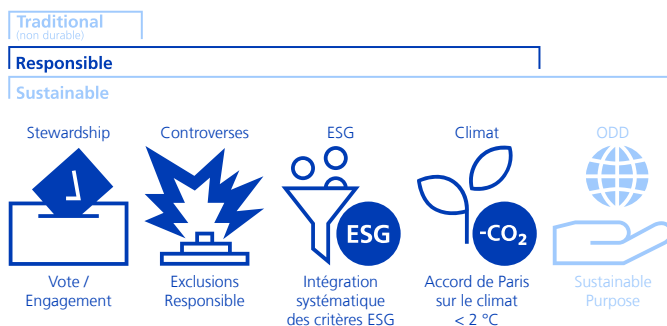 Traditional
(non durable)
Responsible
Sustainable
Stewardship
Controverses
ESG
Climat
ODD
ESG
-CO₂
Vote /
Engagement
Exclusions
Responsible
Intégration
systématique
des critères ESG
Accord de Paris
sur le climat
< 2 °C
Sustainable
Purpose